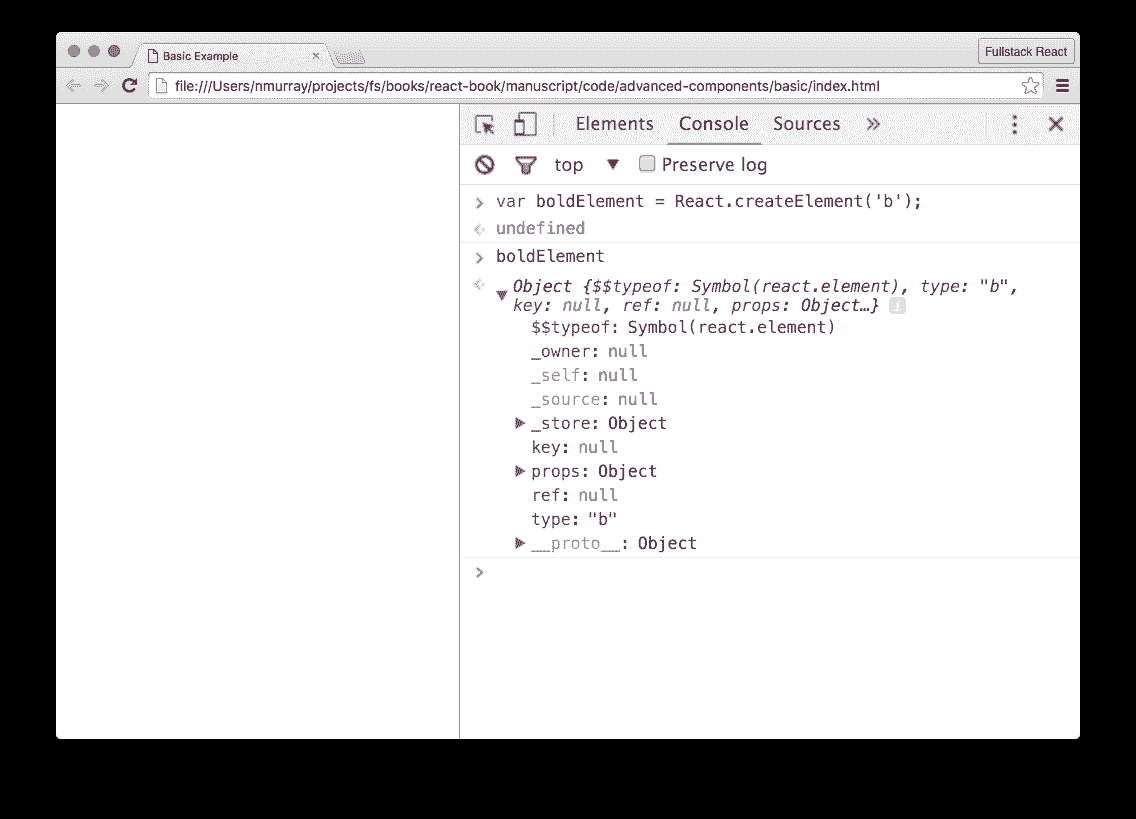 Basic Example
Fullstack React
file:///Users/nmurray/projects/fs/books/react-book/manuscript/code/advanced-components/basic/index.html
Elements Console Sources »
top Preserve log
> var boldElement = React.createElement('b');
undefined
> boldElement
Object {$$typeof: Symbol(react.element), type: "b",
key: null, ref: null, props: Object…} i
$$typeof: Symbol(react.element)
_owner: null
_self: null
_source: null
_store: Object
key: null
props: Object
ref: null
type: "b"
__proto__: Object
>